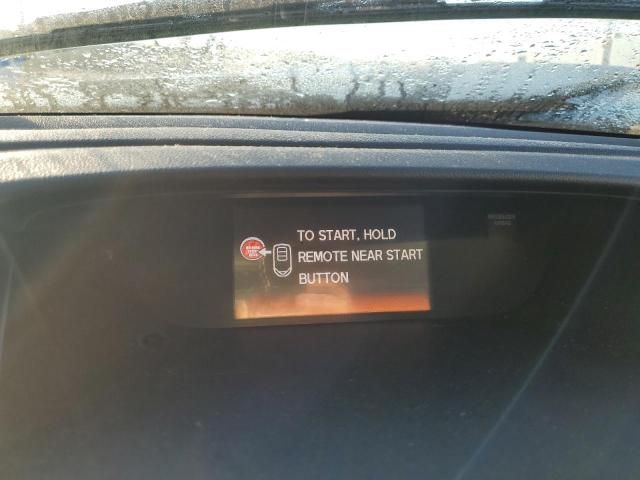 TO START, HOLD
REMOTE NEAR START
BUTTON